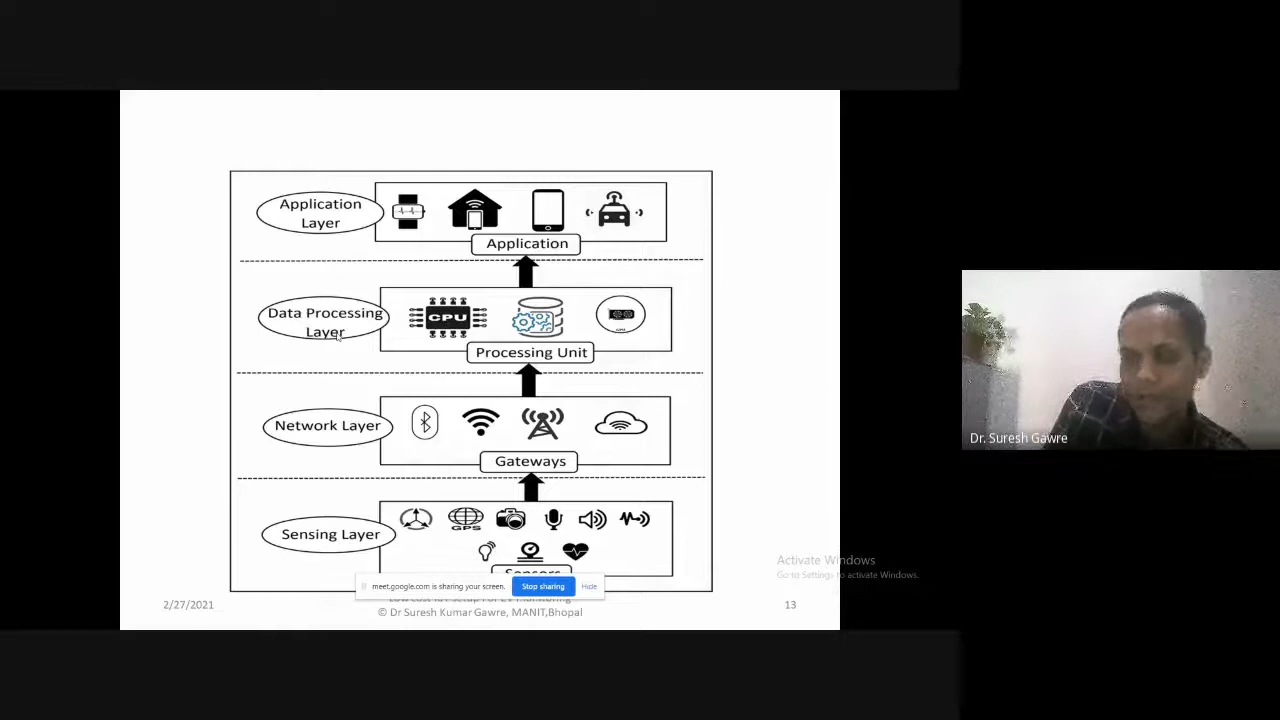 Application
Layer
Application
Data Processing
Layer
CPU
GPU
Processing Unit
Network Layer
Gateways
Sensing Layer
GPS
Sensors
meet.google.com is sharing your screen.
Stop sharing
Hide
2/27/2021
© Dr Suresh Kumar Gawre, MANIT,Bhopal
13
Activate Windows
Go to Settings to activate Windows.
Dr. Suresh Gawre